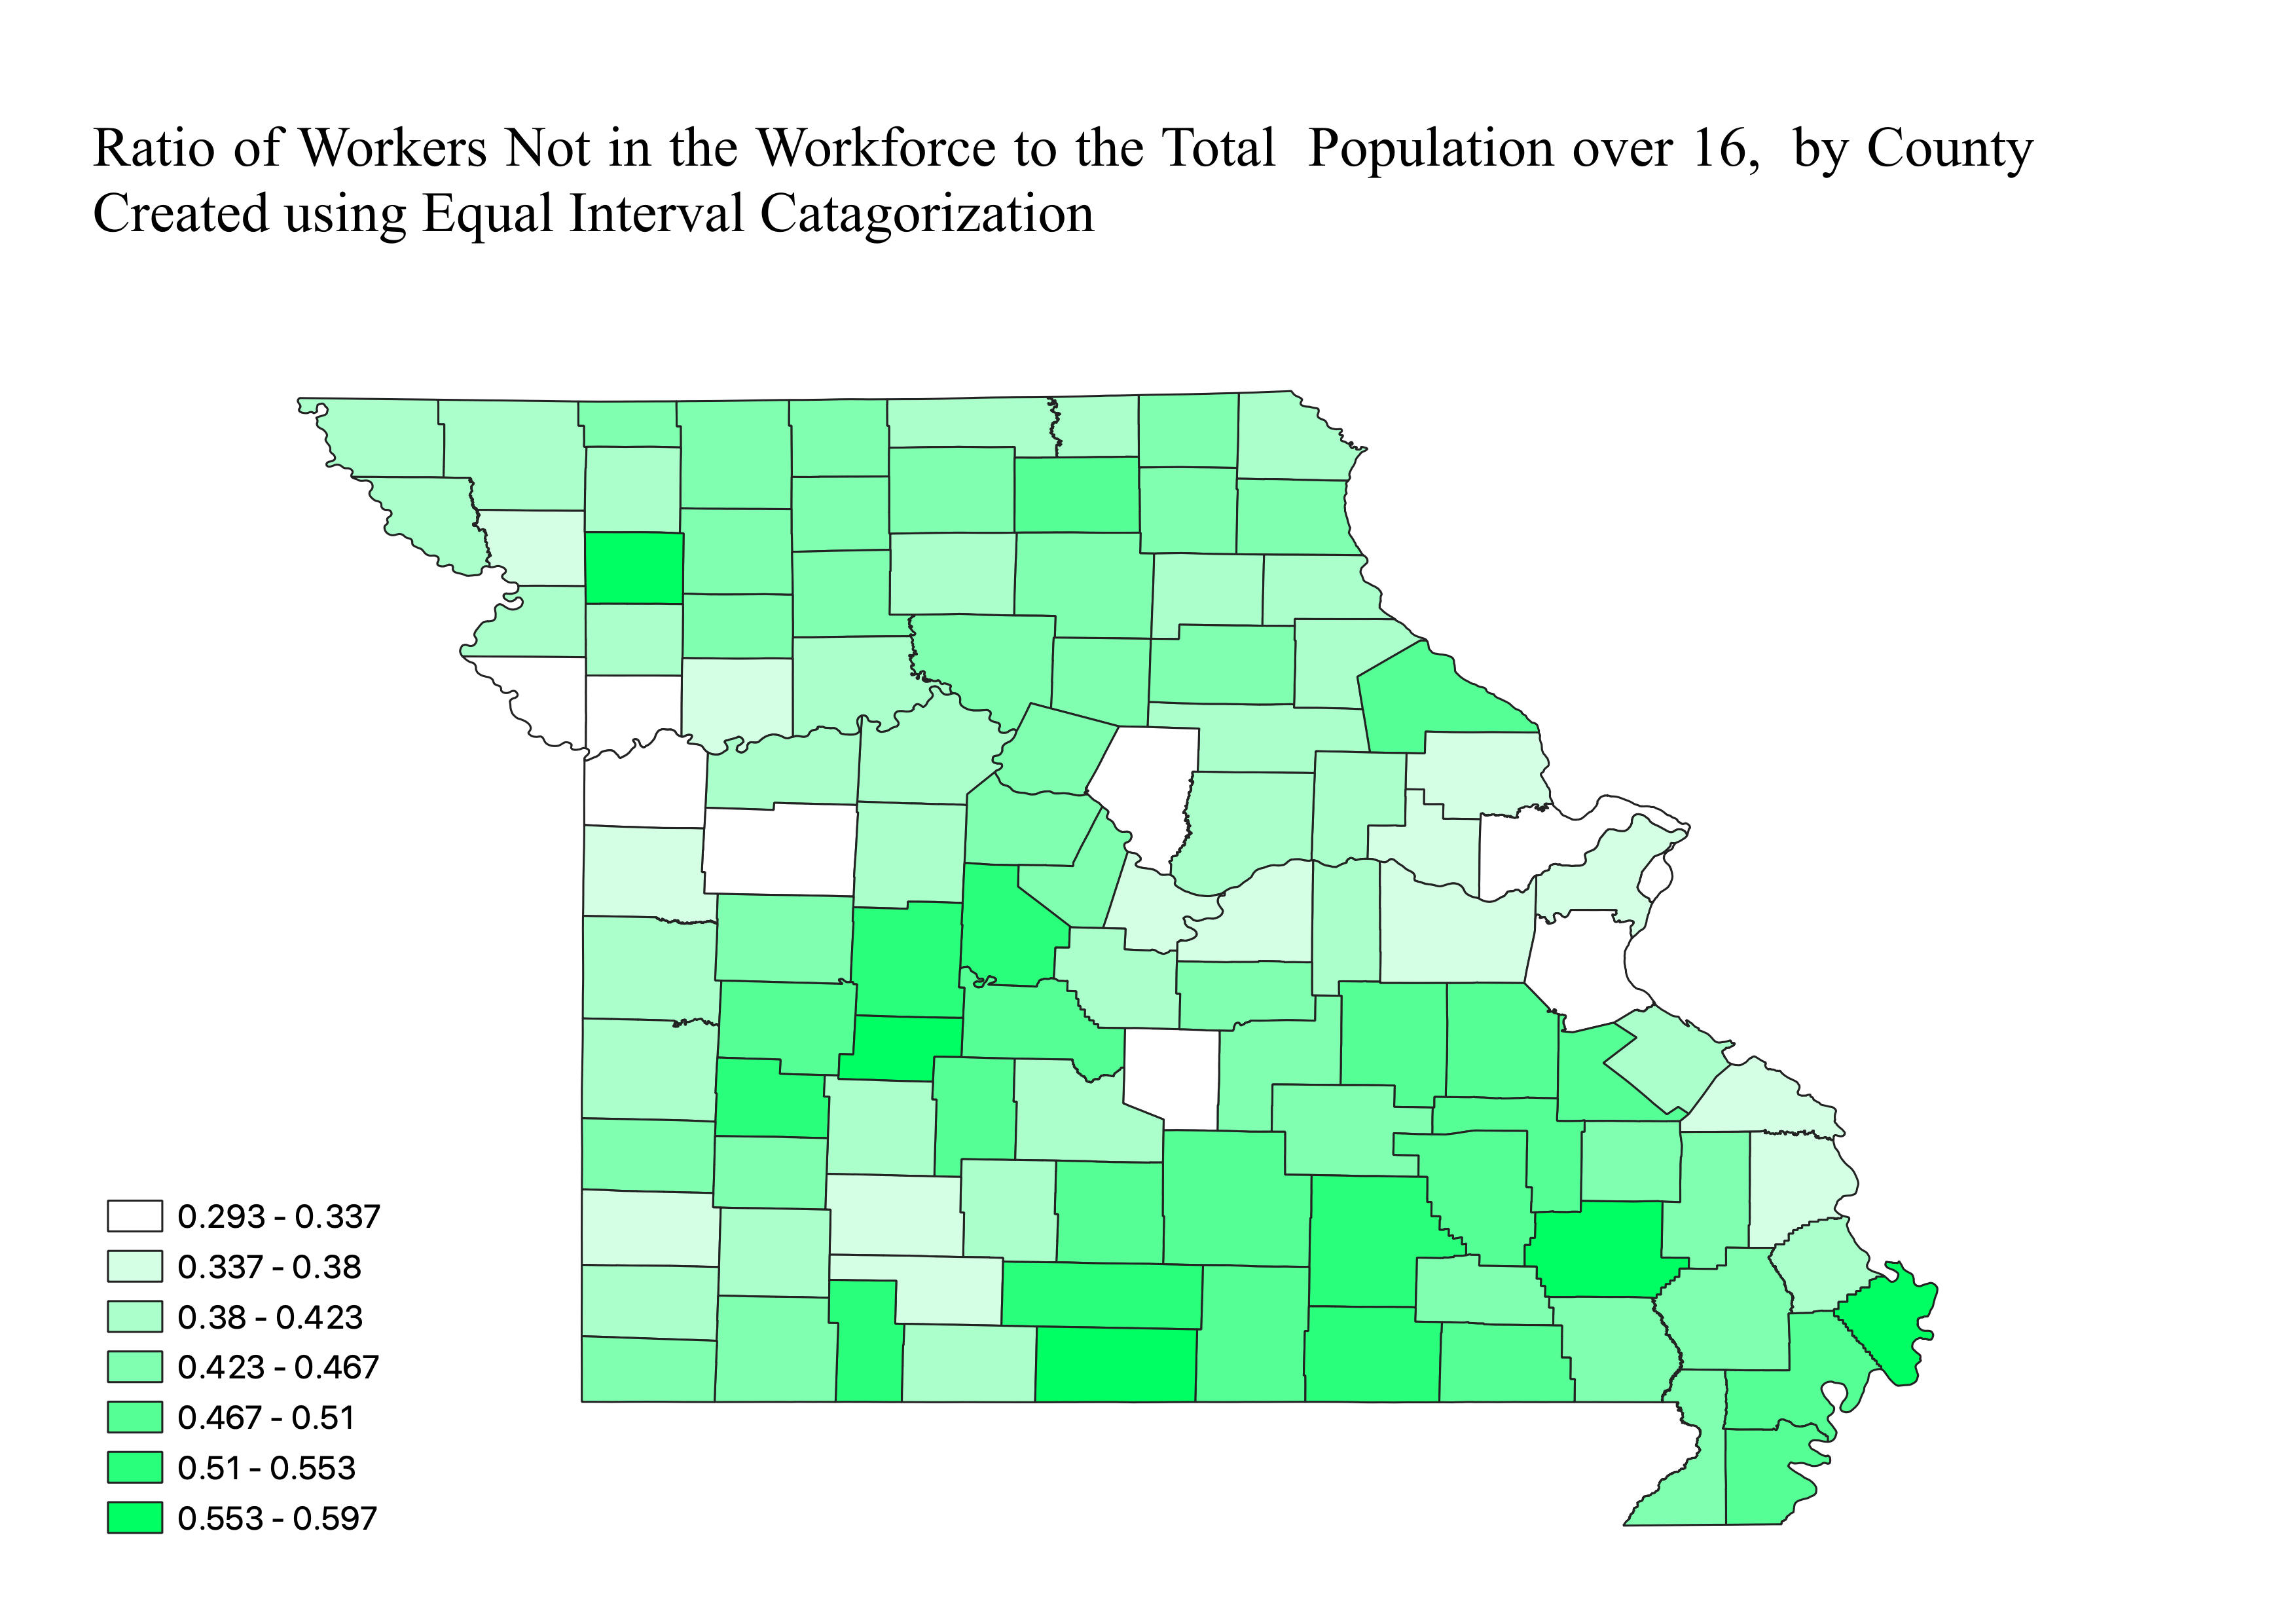 Ratio of Workers Not in the Workforce to the Total Population over 16, by County
Created using Equal Interval Catagorization
0.293 - 0.337
0.337 - 0.38
0.38 - 0.423
0.423 - 0.467
0.467 - 0.51
0.51 - 0.553
0.553 - 0.597